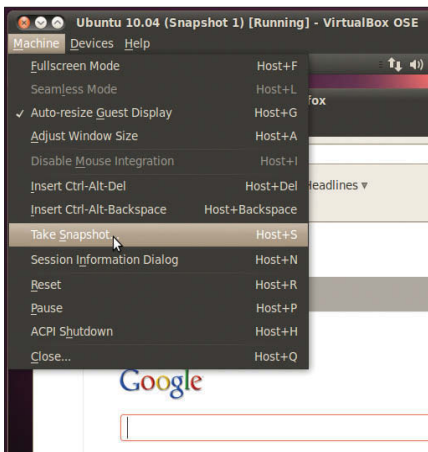 Ubuntu 10.04 (Snapshot 1) [Running] - VirtualBox OSE
Machine Devices Help
Fullscreen Mode Host+F
Seamless Mode Host+L
fox
✓ Auto-resize Guest Display Host+G
Adjust Window Size Host+A
Disable Mouse Integration Host+I
Insert Ctrl-Alt-Del Host+Del
Headlines ▾
Insert Ctrl-Alt-Backspace Host+Backspace
Take Snapshot... Host+S
Session Information Dialog Host+N
Reset Host+R
Pause Host+P
ACPI Shutdown Host+H
Close... Host+Q
Google